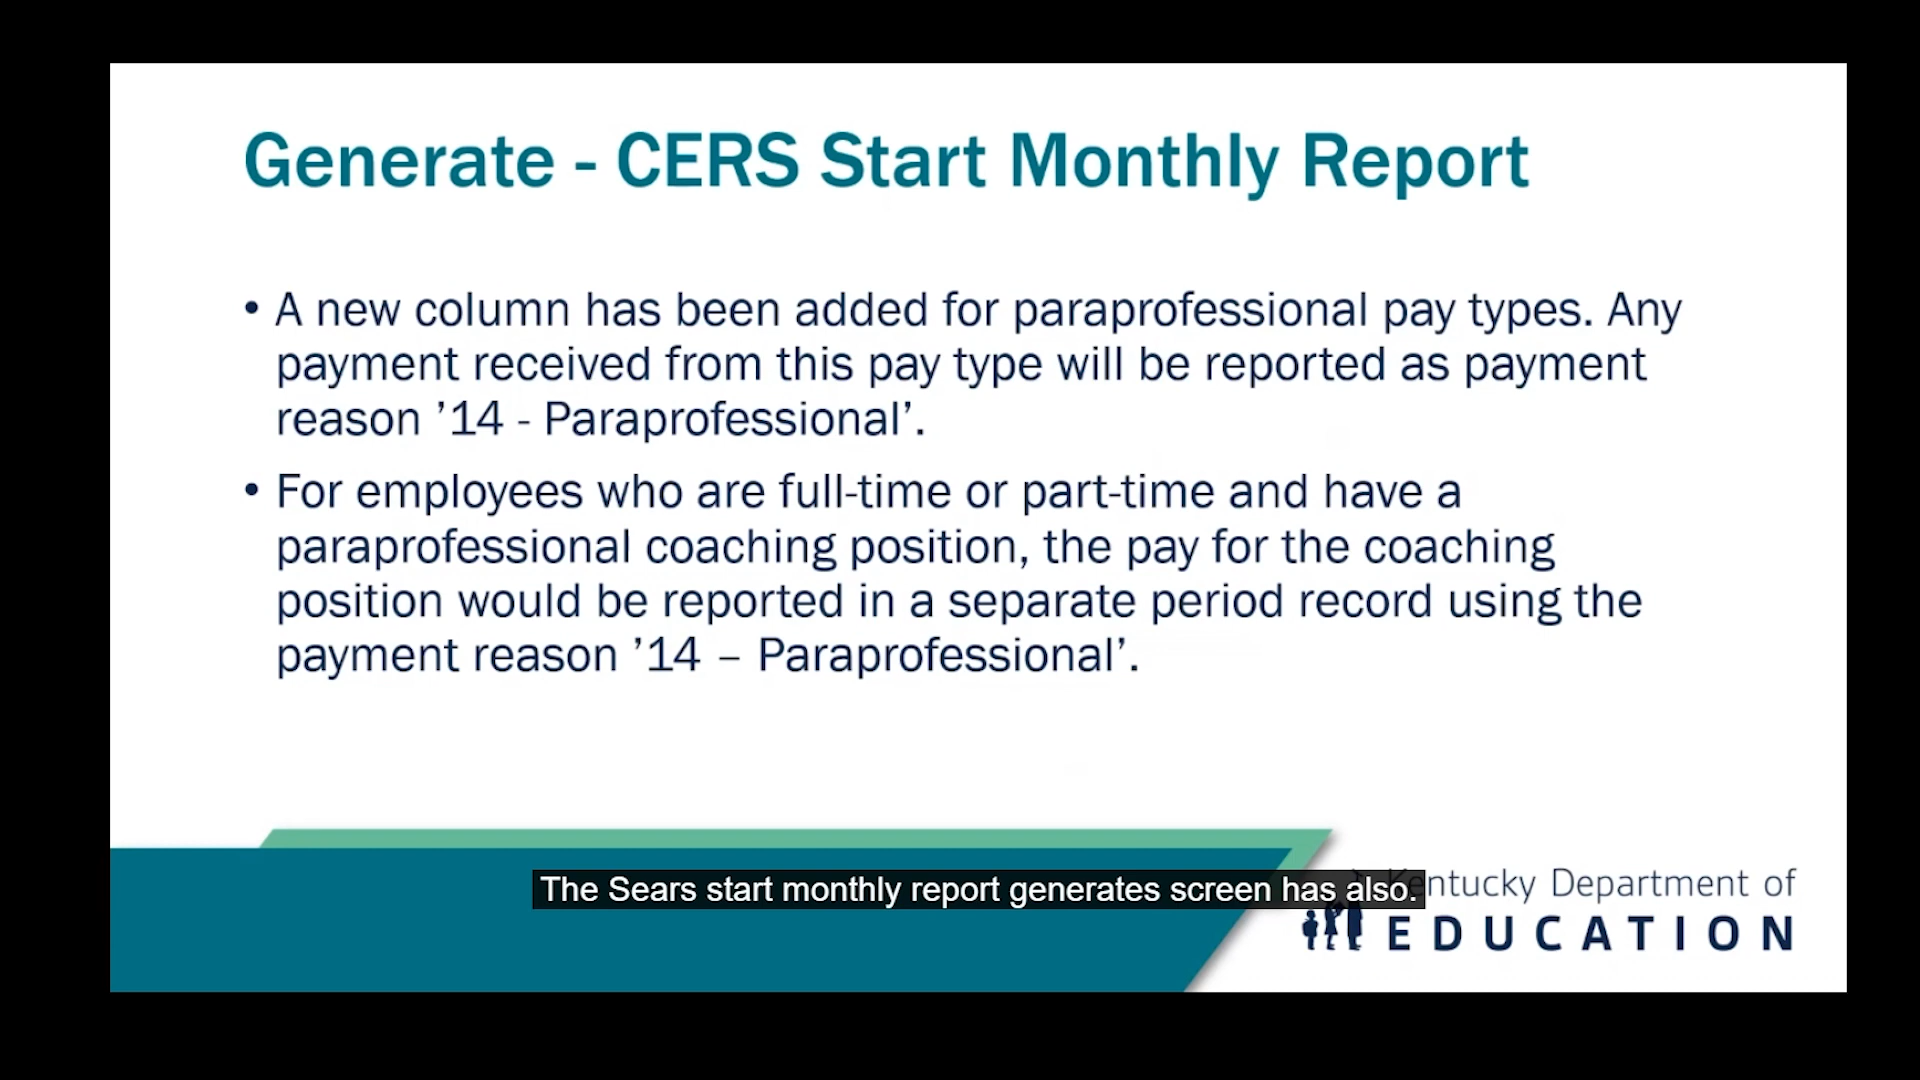 Generate - CERS Start Monthly Report
• A new column has been added for paraprofessional pay types. Any
payment received from this pay type will be reported as payment
reason ’14 - Paraprofessional’.
• For employees who are full-time or part-time and have a
paraprofessional coaching position, the pay for the coaching
position would be reported in a separate period record using the
payment reason ’14 – Paraprofessional’.
The Sears start monthly report generates screen has also.
Kentucky Department of
EDUCATION